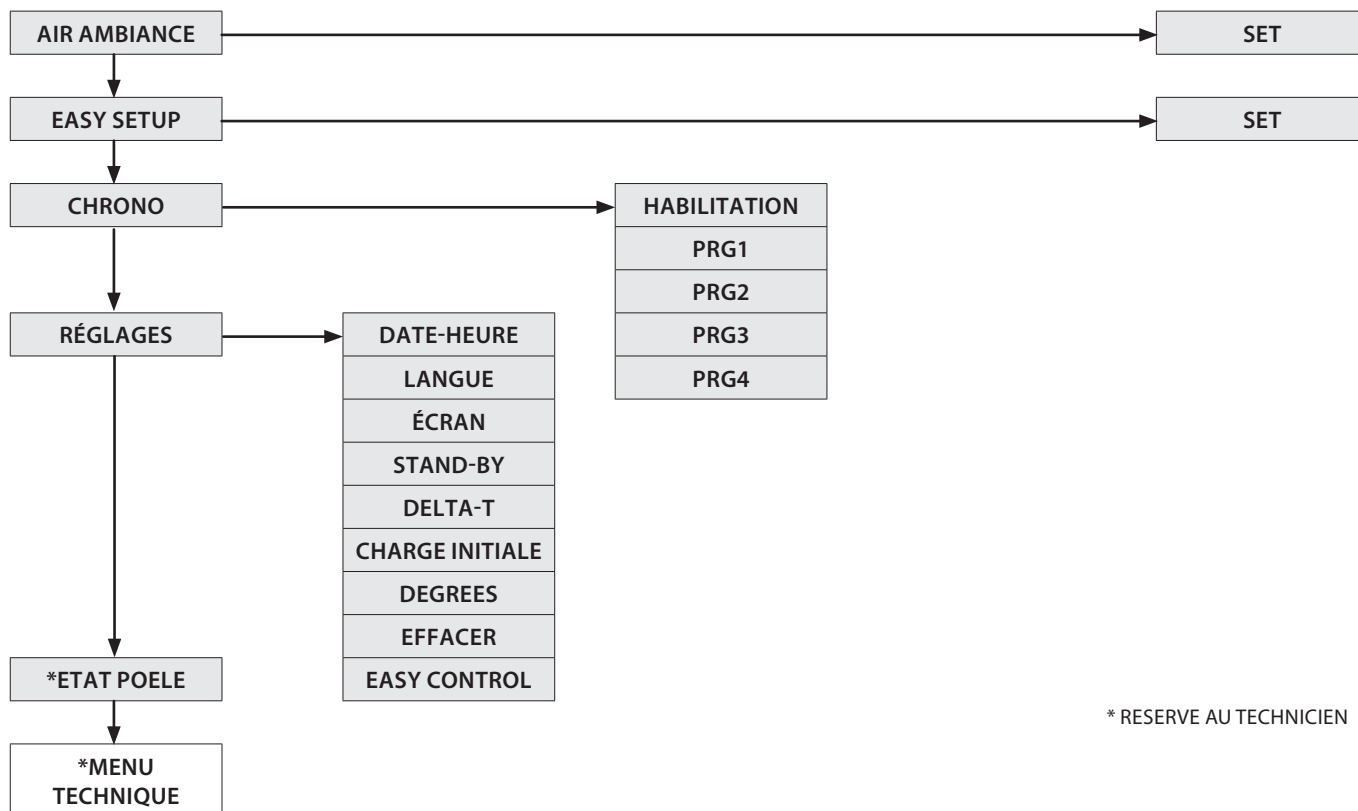 AIR AMBIANCE
SET
EASY SETUP
SET
CHRONO
HABILITATION
PRG1
PRG2
PRG3
PRG4
RÉGLAGES
DATE-HEURE
LANGUE
ÉCRAN
STAND-BY
DELTA-T
CHARGE INITIALE
DEGREES
EFFACER
EASY CONTROL
*ETAT POELE
*MENU
TECHNIQUE
* RESERVE AU TECHNICIEN